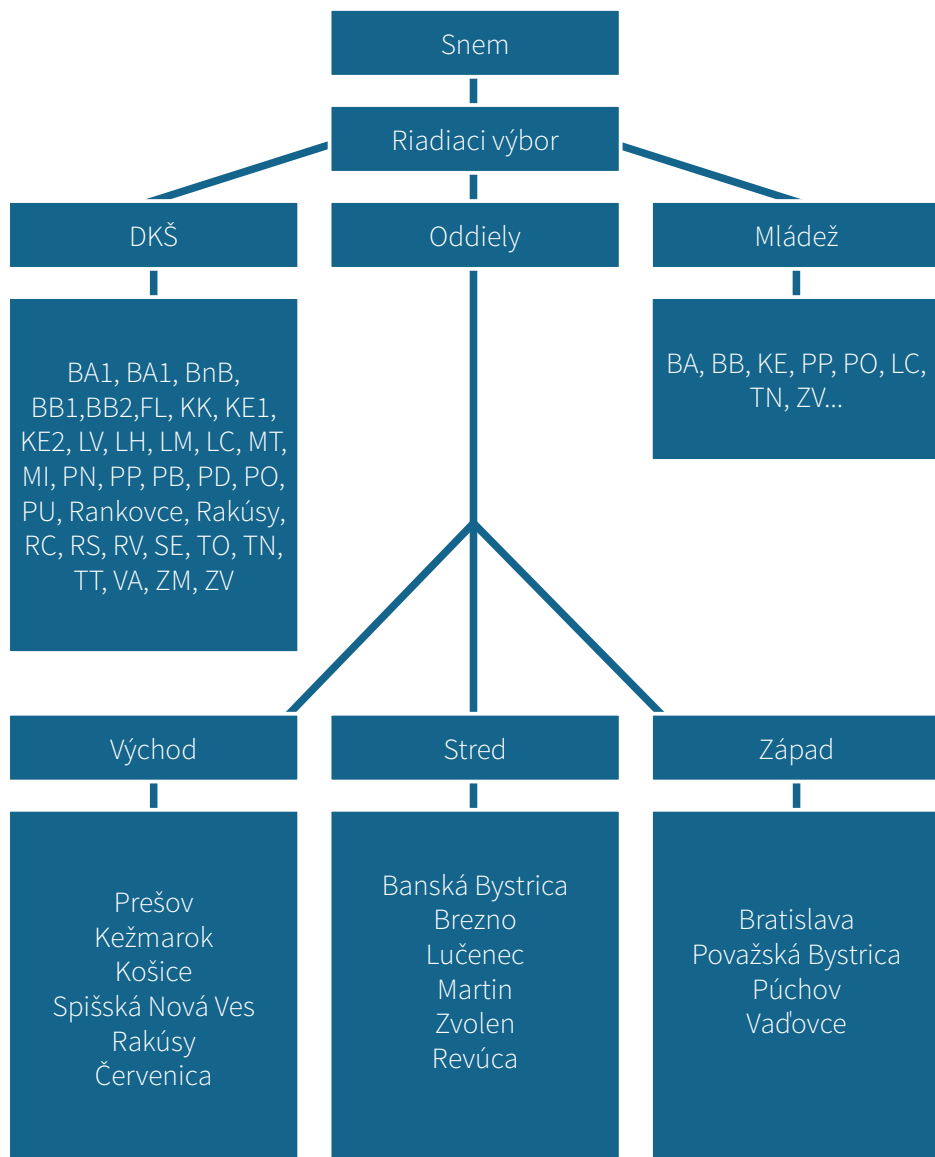 Snem
Riadiaci výbor
DKŠ
Oddiely
Mládež
BA1, BA1, BnB,
BB1,BB2,FL, KK, KE1,
KE2, LV, LH, LM, LC, MT,
MI, PN, PP, PB, PD, PO,
PU, Rankovce, Rakúsy,
RC, RS, RV, SE, TO, TN,
TT, VA, ZM, ZV
BA, BB, KE, PP, PO, LC,
TN, ZV...
Východ
Stred
Západ
Prešov
Kežmarok
Košice
Spišská Nová Ves
Rakúsy
Červenica
Banská Bystrica
Brezno
Lučenec
Martin
Zvolen
Revúca
Bratislava
Považská Bystrica
Púchov
Vaďovce